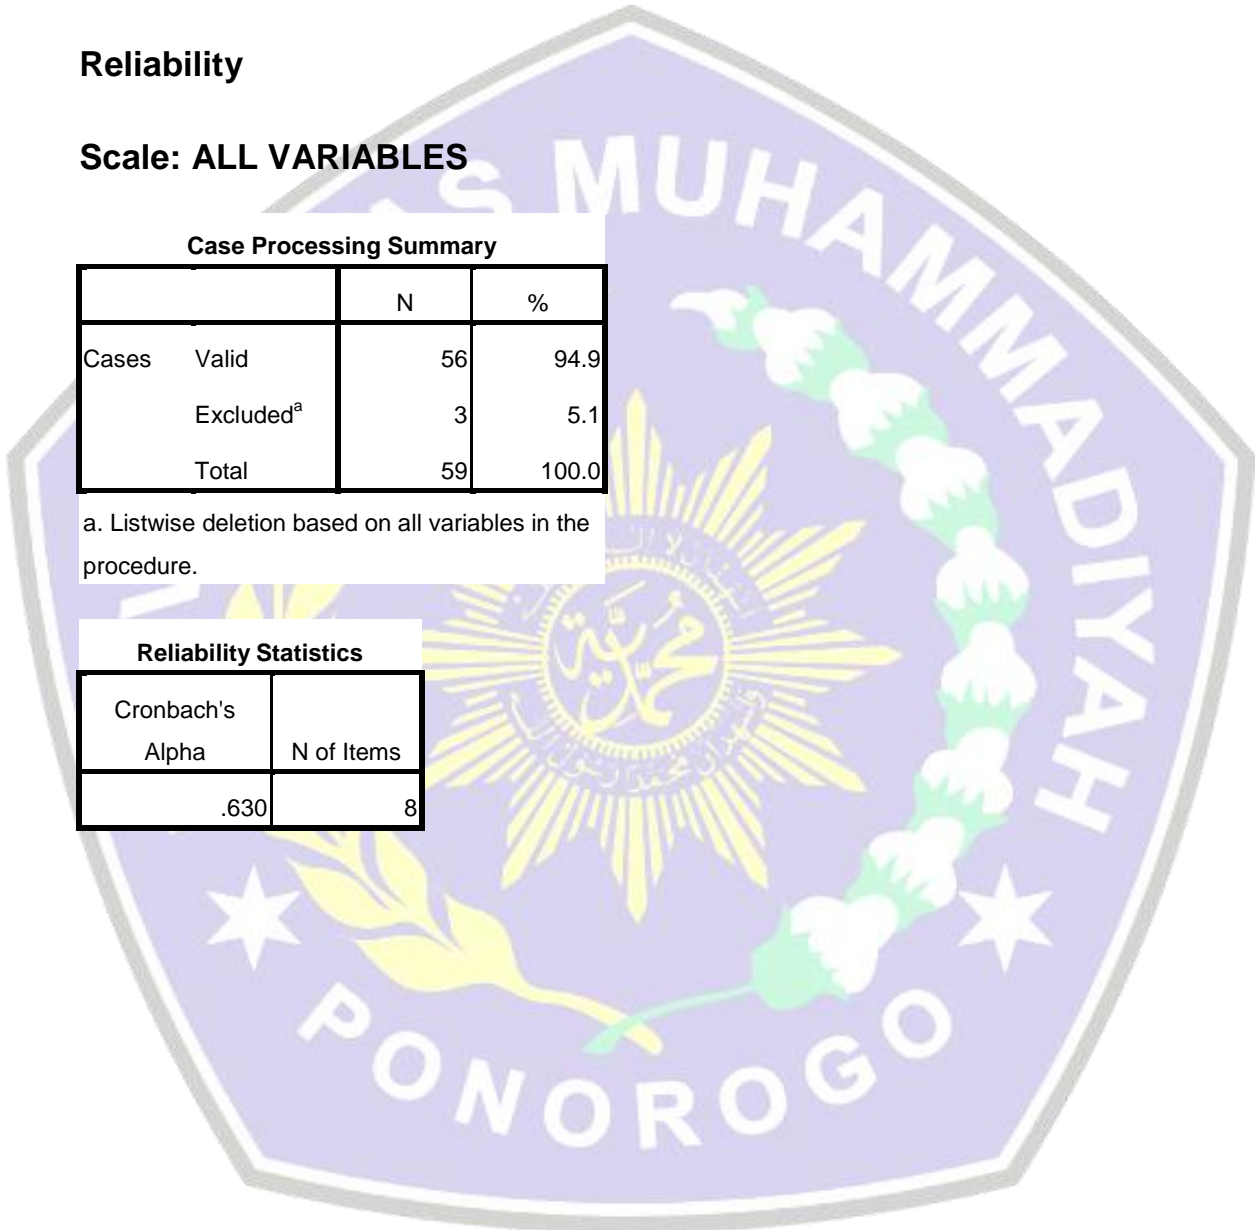 Reliability
Scale: ALL VARIABLES
Case Processing Summary
N %
Cases Valid 56 94.9
Excluded^a 3 5.1
Total 59 100.0
a. Listwise deletion based on all variables in the
procedure.
Reliability Statistics
Cronbach's
Alpha N of Items
.630 8
AS MUHAMMADIYAH
PONOROGO
محمدية